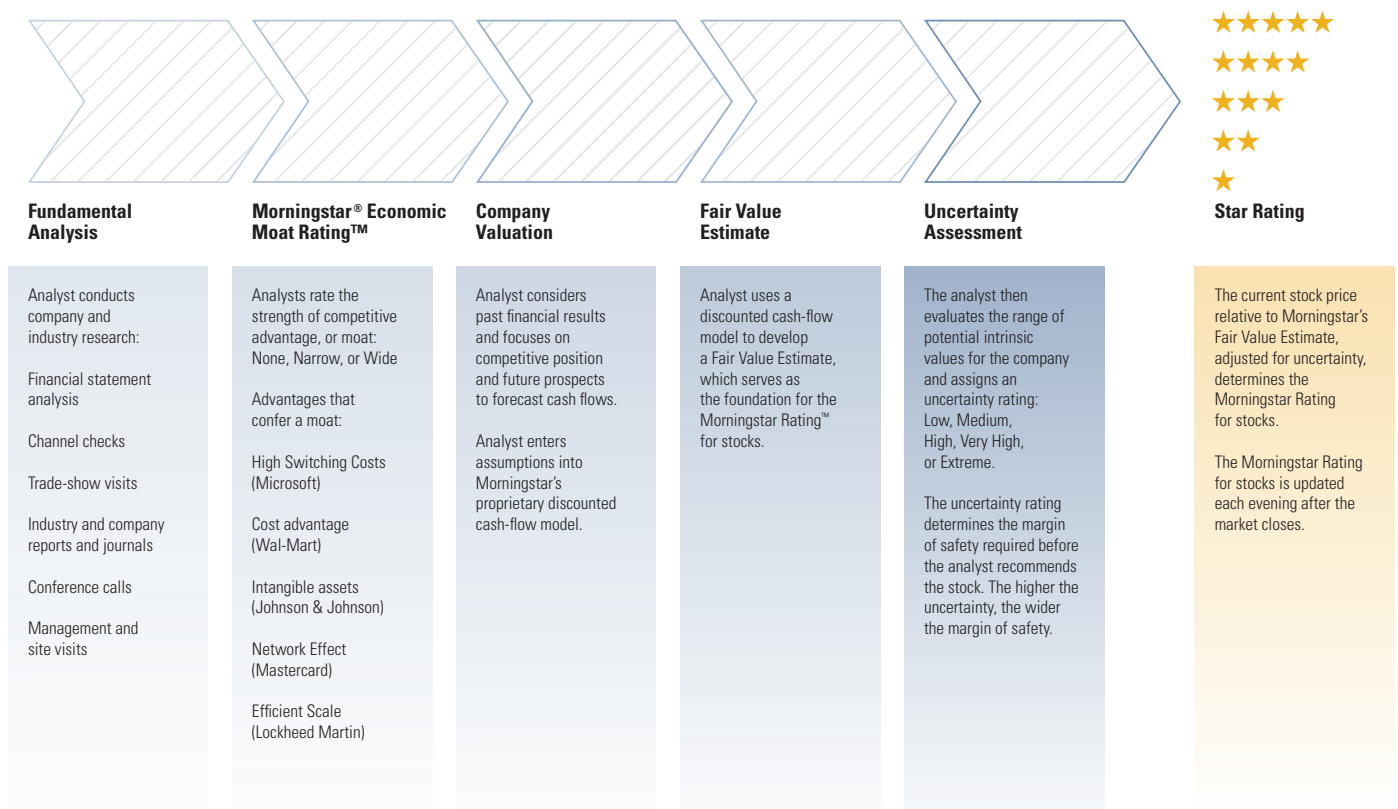 Fundamental
Analysis
Analyst conducts
company and
industry research:
Financial statement
analysis
Channel checks
Trade-show visits
Industry and company
reports and journals
Conference calls
Management and
site visits
Morningstar® Economic
Moat Rating™
Analysts rate the
strength of competitive
advantage, or moat:
None, Narrow, or Wide
Advantages that
confer a moat:
High Switching Costs
(Microsoft)
Cost advantage
(Wal-Mart)
Intangible assets
(Johnson & Johnson)
Network Effect
(Mastercard)
Efficient Scale
(Lockheed Martin)
Company
Valuation
Analyst considers
past financial results
and focuses on
competitive position
and future prospects
to forecast cash flows.
Analyst enters
assumptions into
Morningstar’s
proprietary discounted
cash-flow model.
Fair Value
Estimate
Analyst uses a
discounted cash-flow
model to develop
a Fair Value Estimate,
which serves as
the foundation for the
Morningstar Rating™
for stocks.
Uncertainty
Assessment
The analyst then
evaluates the range of
potential intrinsic
values for the company
and assigns an
uncertainty rating:
Low, Medium,
High, Very High,
or Extreme.
The uncertainty rating
determines the margin
of safety required before
the analyst recommends
the stock. The higher the
uncertainty, the wider
the margin of safety.
Star Rating
The current stock price
relative to Morningstar’s
Fair Value Estimate,
adjusted for uncertainty,
determines the
Morningstar Rating
for stocks.
The Morningstar Rating
for stocks is updated
each evening after the
market closes.